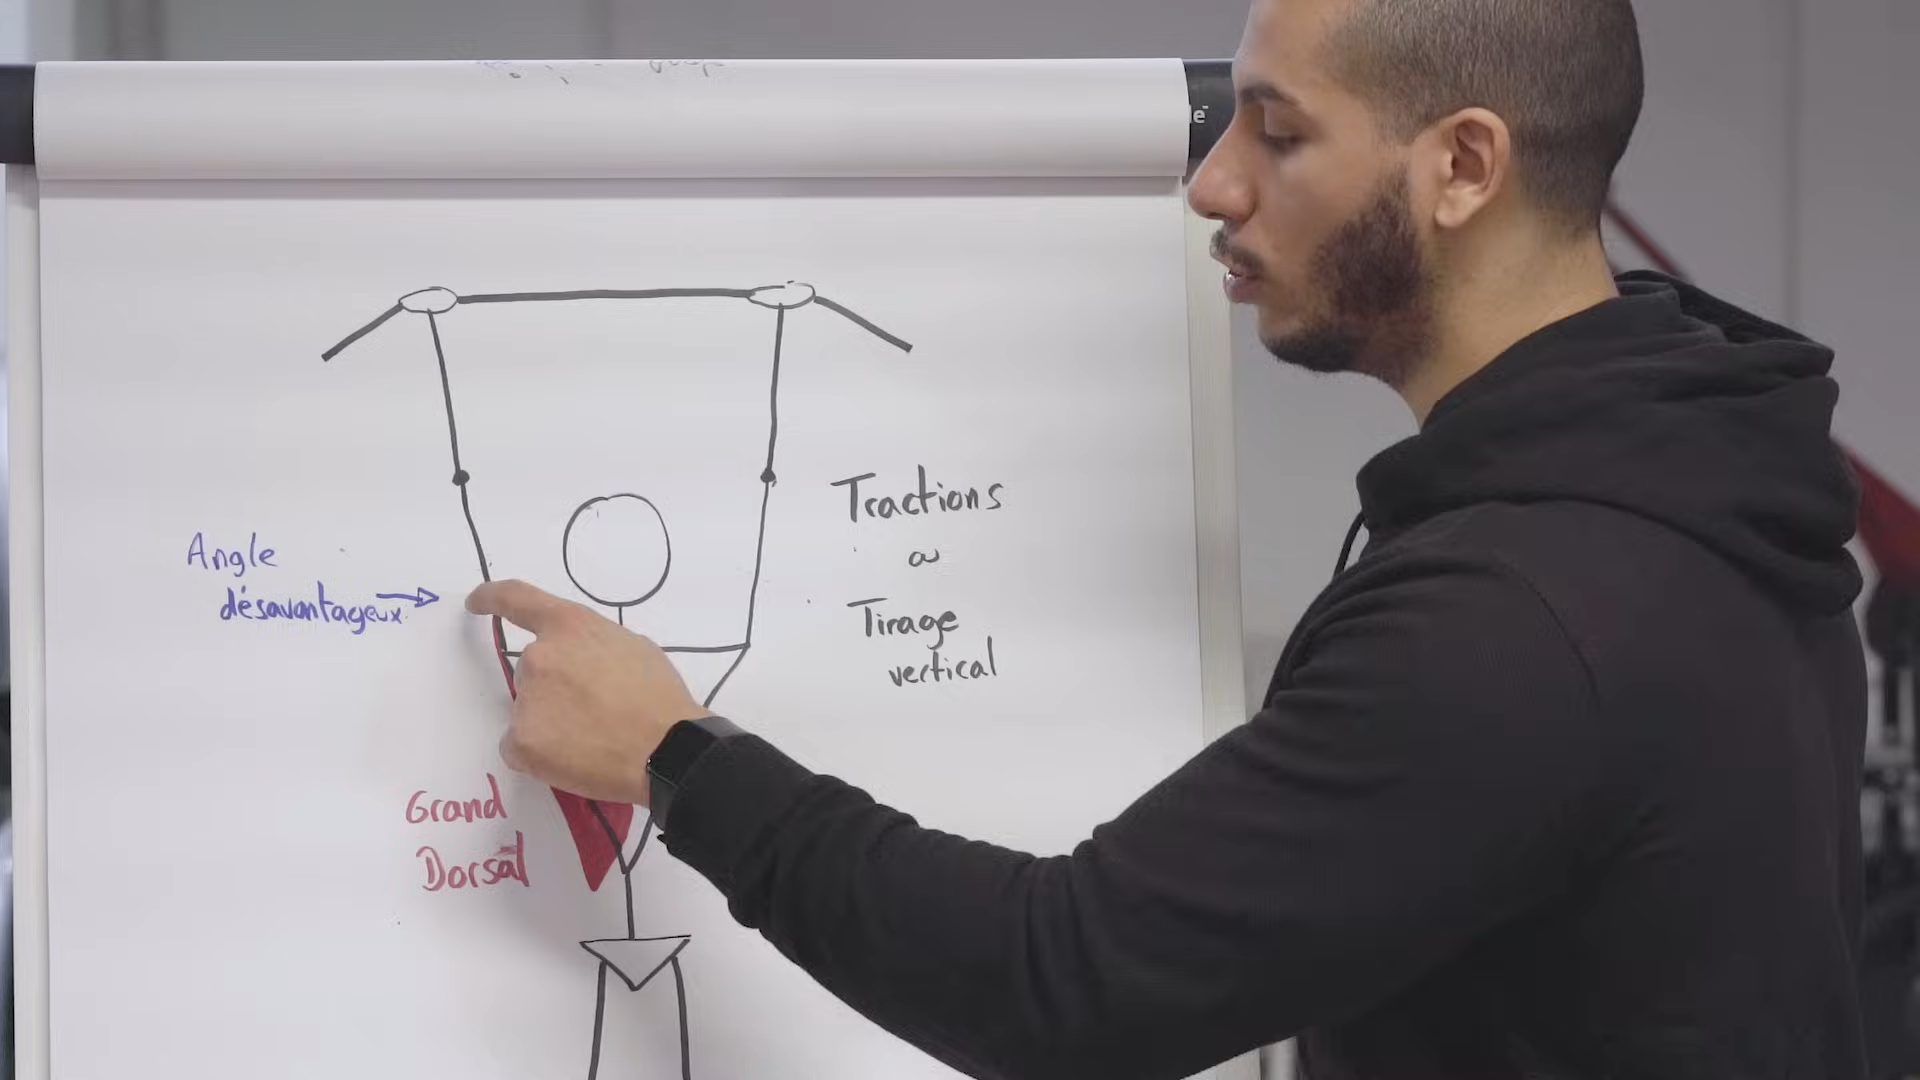 Tractions
ou
Tirage
vertical
Angle
désavantageux
Grand
Dorsal